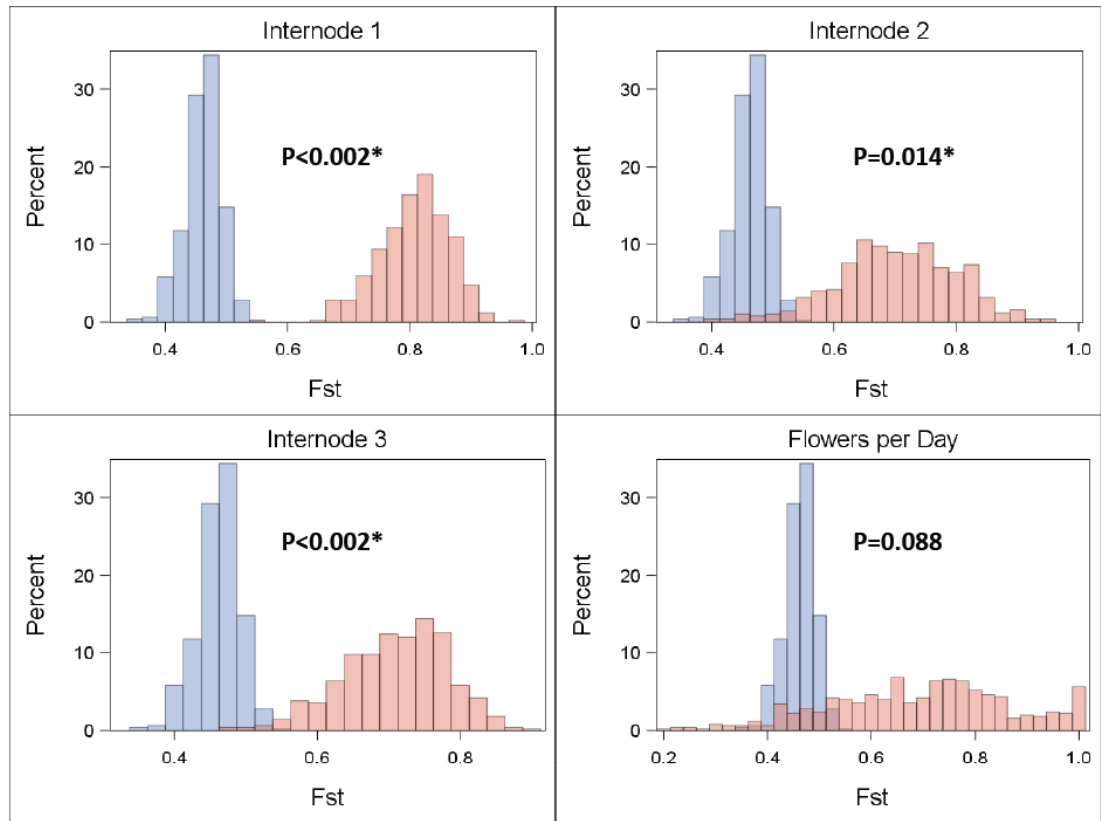 Internode 1
30
20
10
0
Percent
P<0.002*
0.4 0.6 0.8 1.0
Fst
Internode 2
30
20
10
0
Percent
P=0.014*
0.4 0.6 0.8 1.0
Fst
Internode 3
30
20
10
0
Percent
P<0.002*
0.4 0.6 0.8
Fst
Flowers per Day
30
20
10
0
Percent
P=0.088
0.2 0.4 0.6 0.8 1.0
Fst